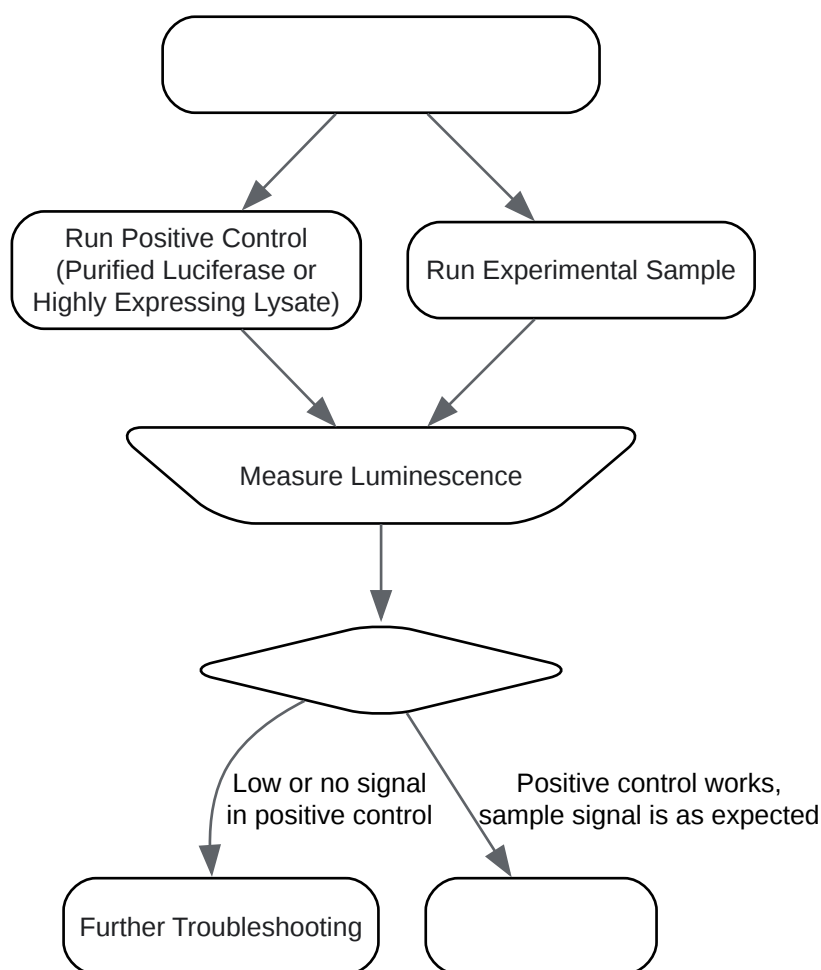 Run Positive Control
(Purified Luciferase or
Highly Expressing Lysate)
Run Experimental Sample
Measure Luminescence
Low or no signal
in positive control
Positive control works,
sample signal is as expected
Further Troubleshooting